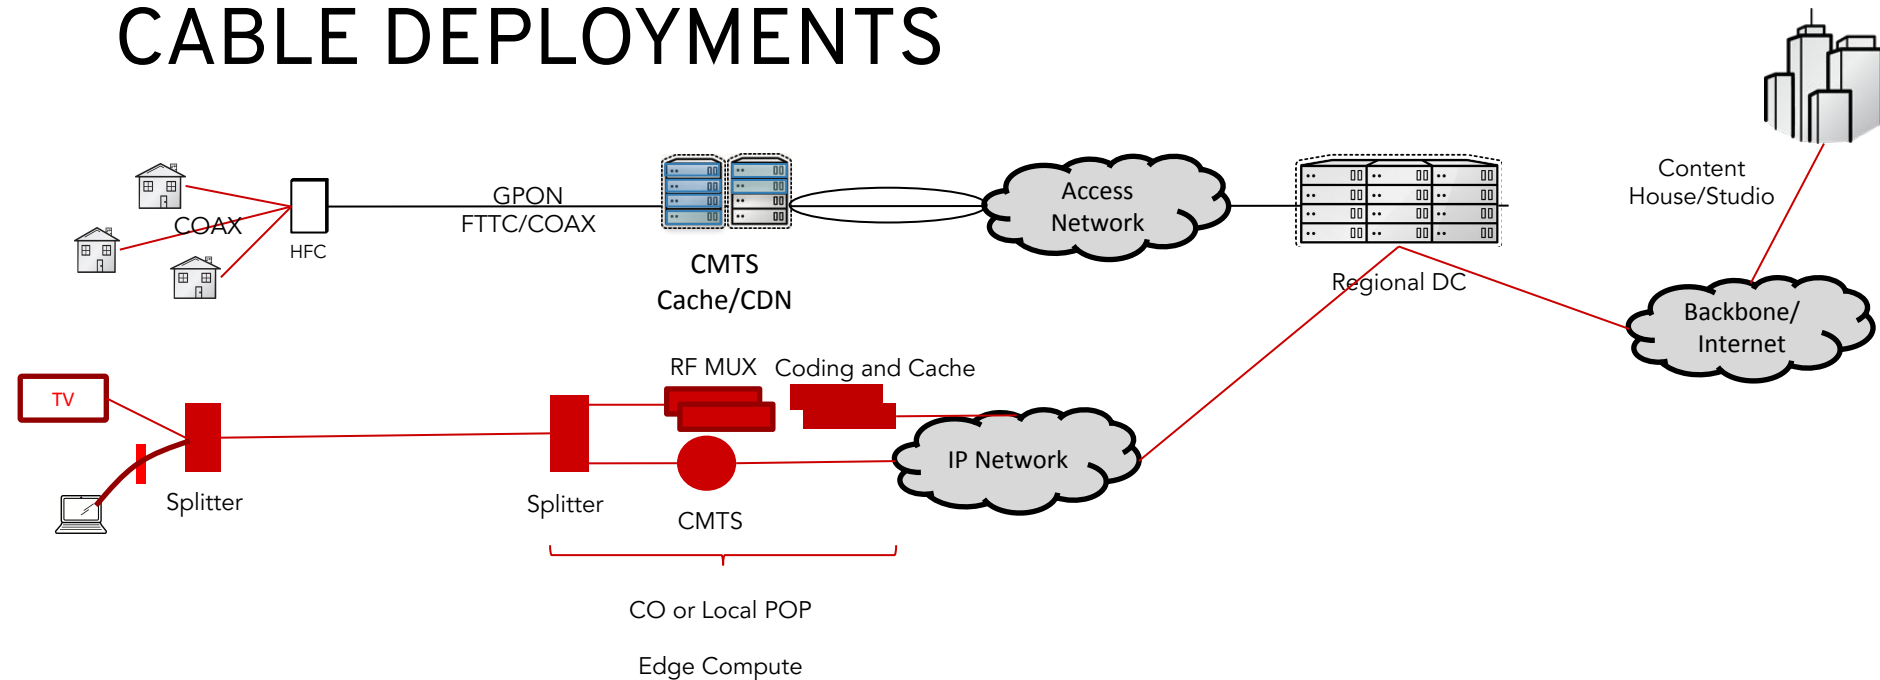 CABLE DEPLOYMENTS
Content
House/Studio
COAX
HFC
GPON
FTTC/COAX
CMTS
Cache/CDN
Access
Network
Regional DC
Backbone/
Internet
TV
Splitter
Splitter
RF MUX
Coding and Cache
CMTS
IP Network
CO or Local POP
Edge Compute